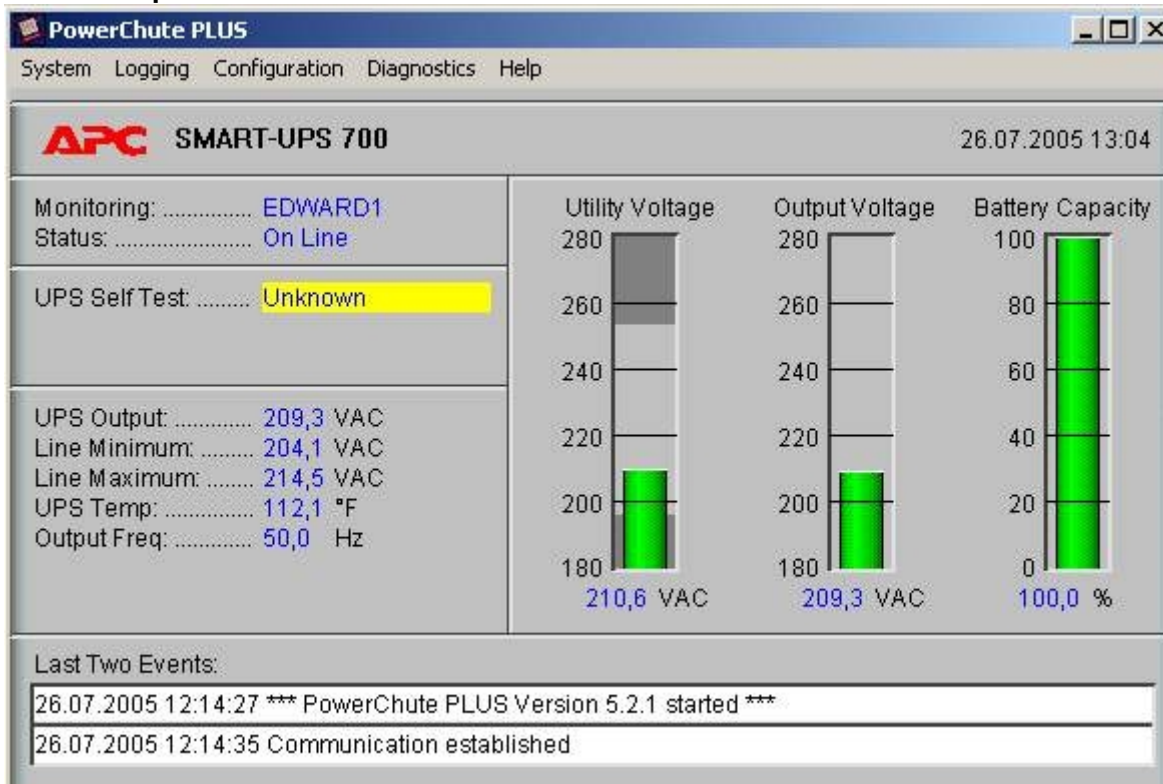 PowerChute PLUS
System Logging Configuration Diagnostics Help
APC SMART-UPS 700 26.07.2005 13:04
Monitoring: ............... EDWARD1
Status: ....................... On Line
UPS Self Test: ......... Unknown
UPS Output: ............. 209,3 VAC
Line Minimum: ......... 204,1 VAC
Line Maximum: ........ 214,5 VAC
UPS Temp: ............... 112,1 °F
Output Freq: ............. 50,0 Hz
Utility Voltage Output Voltage Battery Capacity
280 280 100
260 260 80
240 240 60
220 220 40
200 200 20
180 180 0
210,6 VAC 209,3 VAC 100,0 %
Last Two Events:
26.07.2005 12:14:27 *** PowerChute PLUS Version 5.2.1 started ***
26.07.2005 12:14:35 Communication established